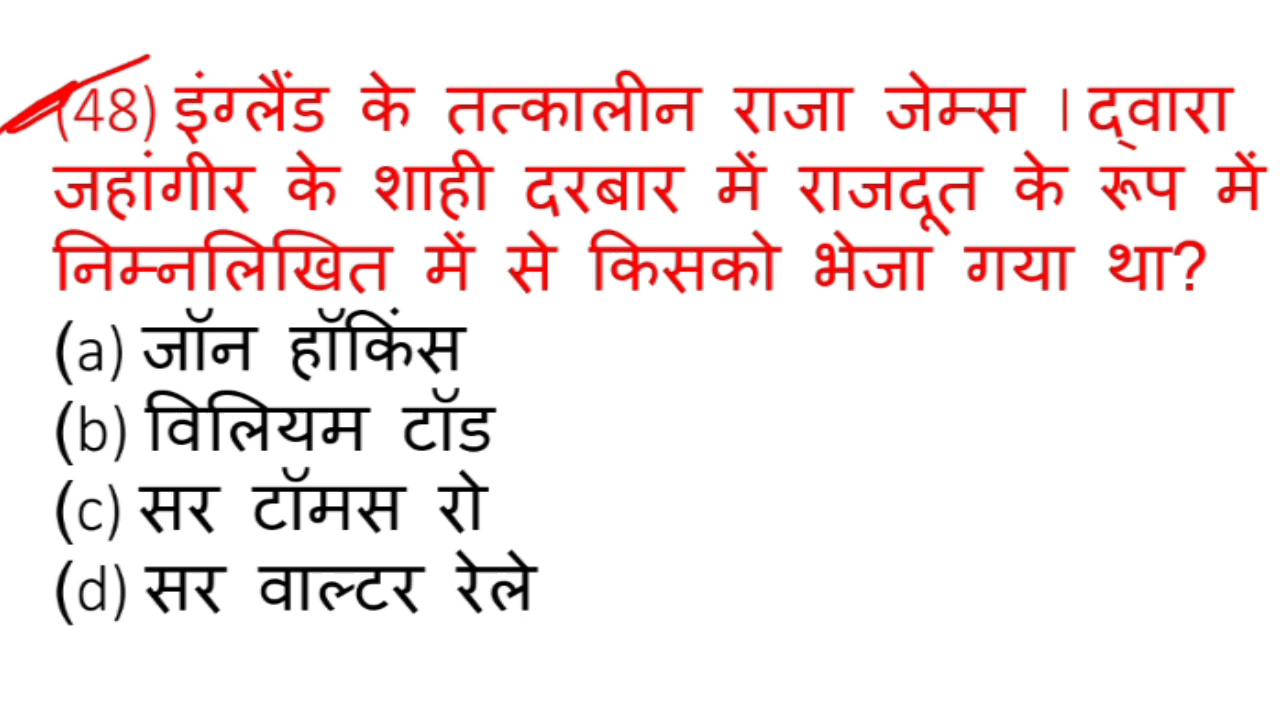 (48) इंग्लैंड के तत्कालीन राजा जेम्स । द्वारा
जहांगीर के शाही दरबार में राजदूत के रूप में
निम्नलिखित में से किसको भेजा गया था?
(a) जॉन हॉकिंस
(b) विलियम टॉड
(c) सर टॉमस रो
(d) सर वाल्टर रेले